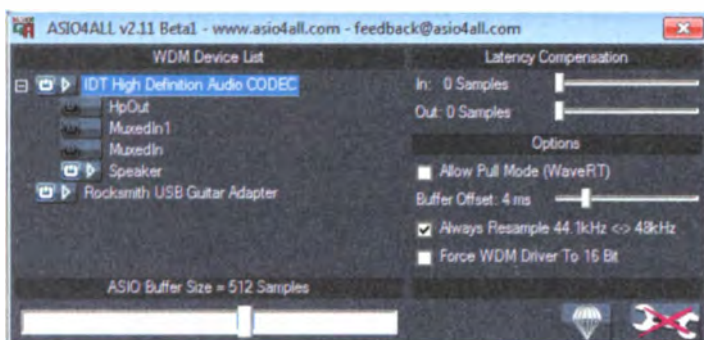 ASIO4ALL v2.11 Beta1 - www.asio4all.com - feedback@asio4all.com
WDM Device List
IDT High Definition Audio CODEC
HpOut
MuxedIn1
MuxedIn
Speaker
Rocksmith USB Guitar Adapter
ASIO Buffer Size = 512 Samples
Latency Compensation
In: 0 Samples
Out: 0 Samples
Options
Allow Pull Mode (WaveRT)
Buffer Offset: 4 ms
Always Resample 44.1kHz <-> 48kHz
Force WDM Driver To 16 Bit